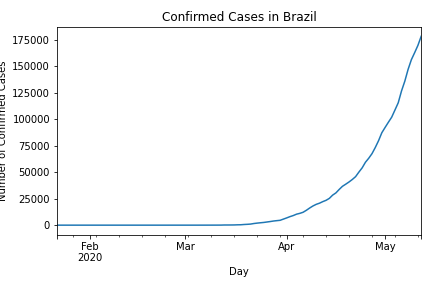 Confirmed Cases in Brazil
Number of Confirmed Cases
175000
150000
125000
100000
75000
50000
25000
0
Feb
2020
Mar
Apr
May
Day